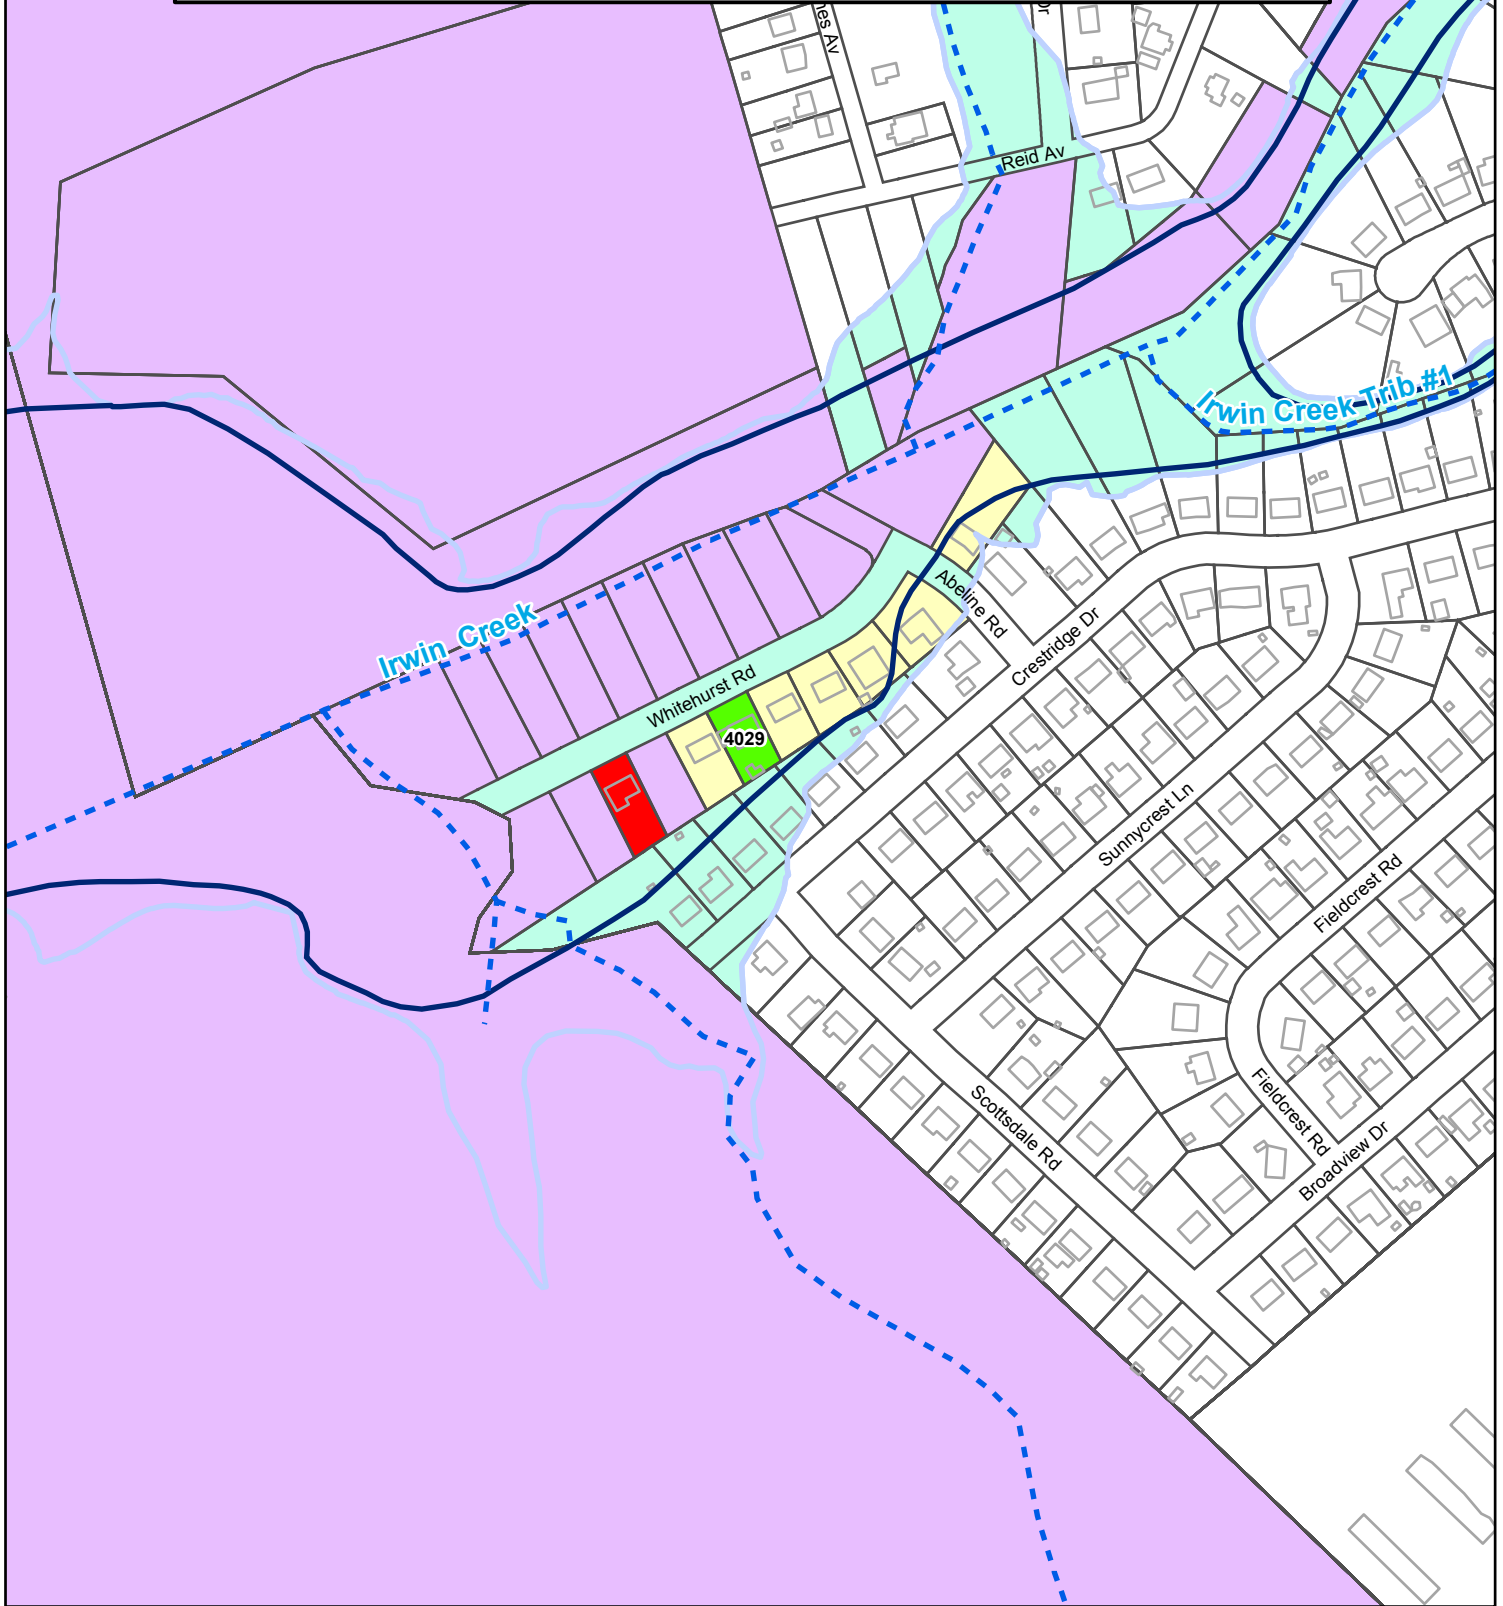 Reid Av
Irwin Creek Trib #1
Irwin Creek
Abeline Rd
Crestridge Dr
Whitehurst Rd
4029
Sunnycrest Ln
Fieldcrest Rd
Scottsdale Rd
Fieldcrest Rd
Broadview Dr